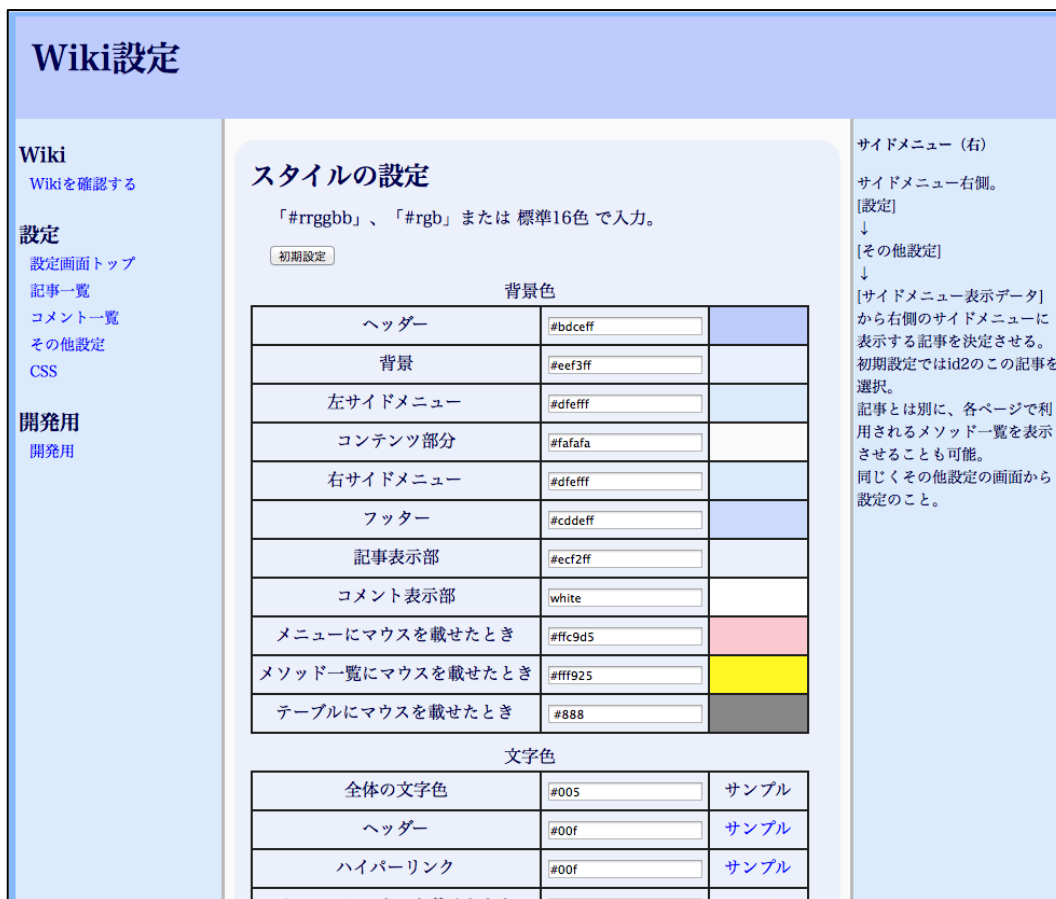 Wiki設定
Wiki
Wikiを確認する
設定
設定画面トップ
記事一覧
コメント一覧
その他設定
CSS
開発用
開発用
スタイルの設定
「#rrggbb」、「#rgb」または 標準16色 で入力。
初期設定
背景色
ヘッダー #bdceff
背景 #eef3ff
左サイドメニュー #dfefff
コンテンツ部分 #fafafa
右サイドメニュー #dfefff
フッター #cddeff
記事表示部 #ecf2ff
コメント表示部 white
メニューにマウスを載せたとき #ffc9d5
メソッド一覧にマウスを載せたとき #fff925
テーブルにマウスを載せたとき #888
文字色
全体の文字色 #005 サンプル
ヘッダー #00f サンプル
ハイパーリンク #00f サンプル
サイドメニュー（右）
サイドメニュー右側。
[設定]
↓
[その他設定]
↓
[サイドメニュー表示データ]
から右側のサイドメニューに
表示する記事を決定させる。
初期設定ではid2のこの記事を
選択。
記事とは別に、各ページで利
用されるメソッド一覧を表示
させることも可能。
同じくその他設定の画面から
設定のこと。